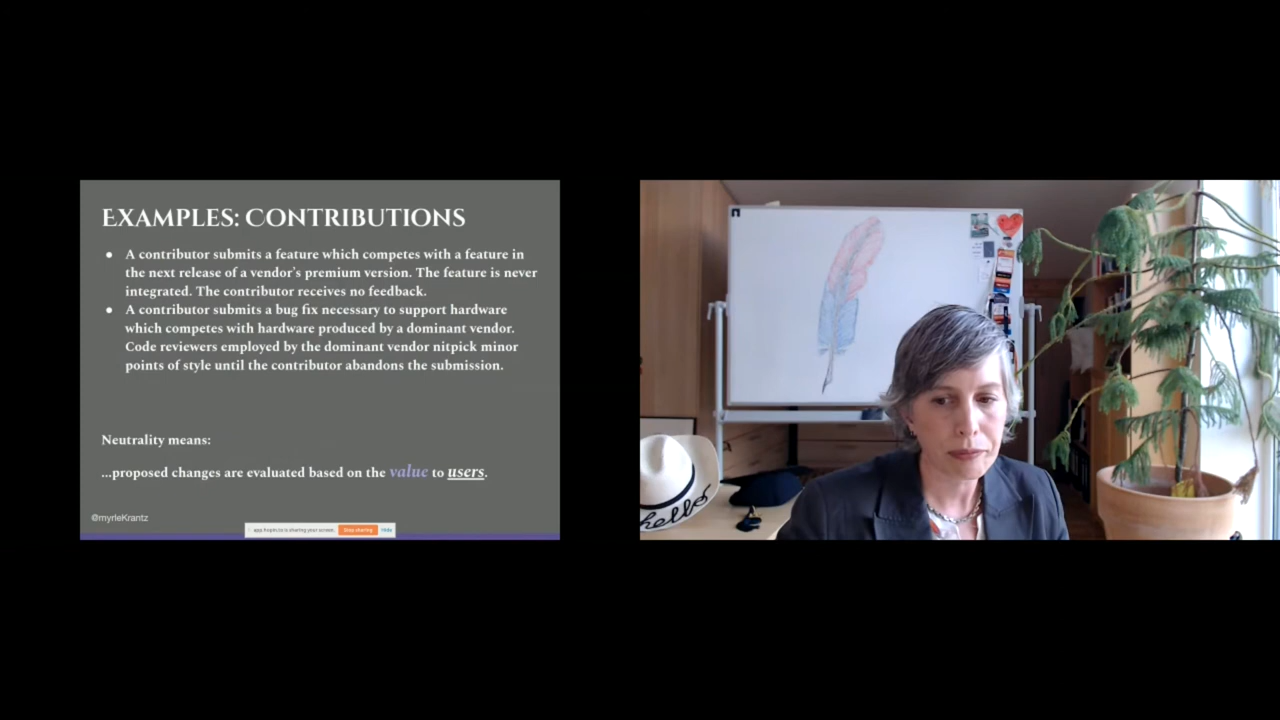 Examples: Contributions
● A contributor submits a feature which competes with a feature in
the next release of a vendor's premium version. The feature is never
integrated. The contributor receives no feedback.
● A contributor submits a bug fix necessary to support hardware
which competes with hardware produced by a dominant vendor.
Code reviewers employed by the dominant vendor nitpick minor
points of style until the contributor abandons the submission.
Neutrality means:
...proposed changes are evaluated based on the value to users.
@myrleKrantz
is sharing your screen. Stop sharing Hide
hello